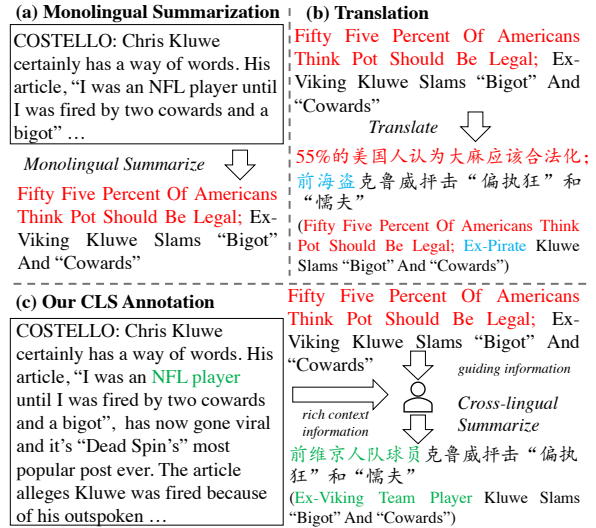 (a) Monolingual Summarization
COSTELLO: Chris Kluwe
certainly has a way of words. His
article, “I was an NFL player until
I was fired by two cowards and a
bigot” …
Monolingual Summarize
Fifty Five Percent Of Americans
Think Pot Should Be Legal; Ex-
Viking Kluwe Slams “Bigot”
And “Cowards”
(b) Translation
Fifty Five Percent Of Americans
Think Pot Should Be Legal; Ex-
Viking Kluwe Slams “Bigot” And
“Cowards”
Translate
55%的美国人认为大麻应该合法化;
前海盗克鲁威抨击“偏执狂”和
“懦夫”
(Fifty Five Percent Of Americans Think
Pot Should Be Legal; Ex-Pirate Kluwe
Slams “Bigot” And “Cowards”)
(c) Our CLS Annotation
COSTELLO: Chris Kluwe
certainly has a way of words. His
article, “I was an NFL player
until I was fired by two cowards
and a bigot”, has now gone viral
and it’s “Dead Spin’s” most
popular post ever. The article
alleges Kluwe was fired because
of his outspoken …
Fifty Five Percent Of Americans
Think Pot Should Be Legal; Ex-
Viking Kluwe Slams “Bigot” And
“Cowards”
guiding information
rich context
information
Cross-lingual
Summarize
前维京人队球员克鲁威抨击“偏执
狂”和“懦夫”
(Ex-Viking Team Player Kluwe Slams
“Bigot” And “Cowards”)